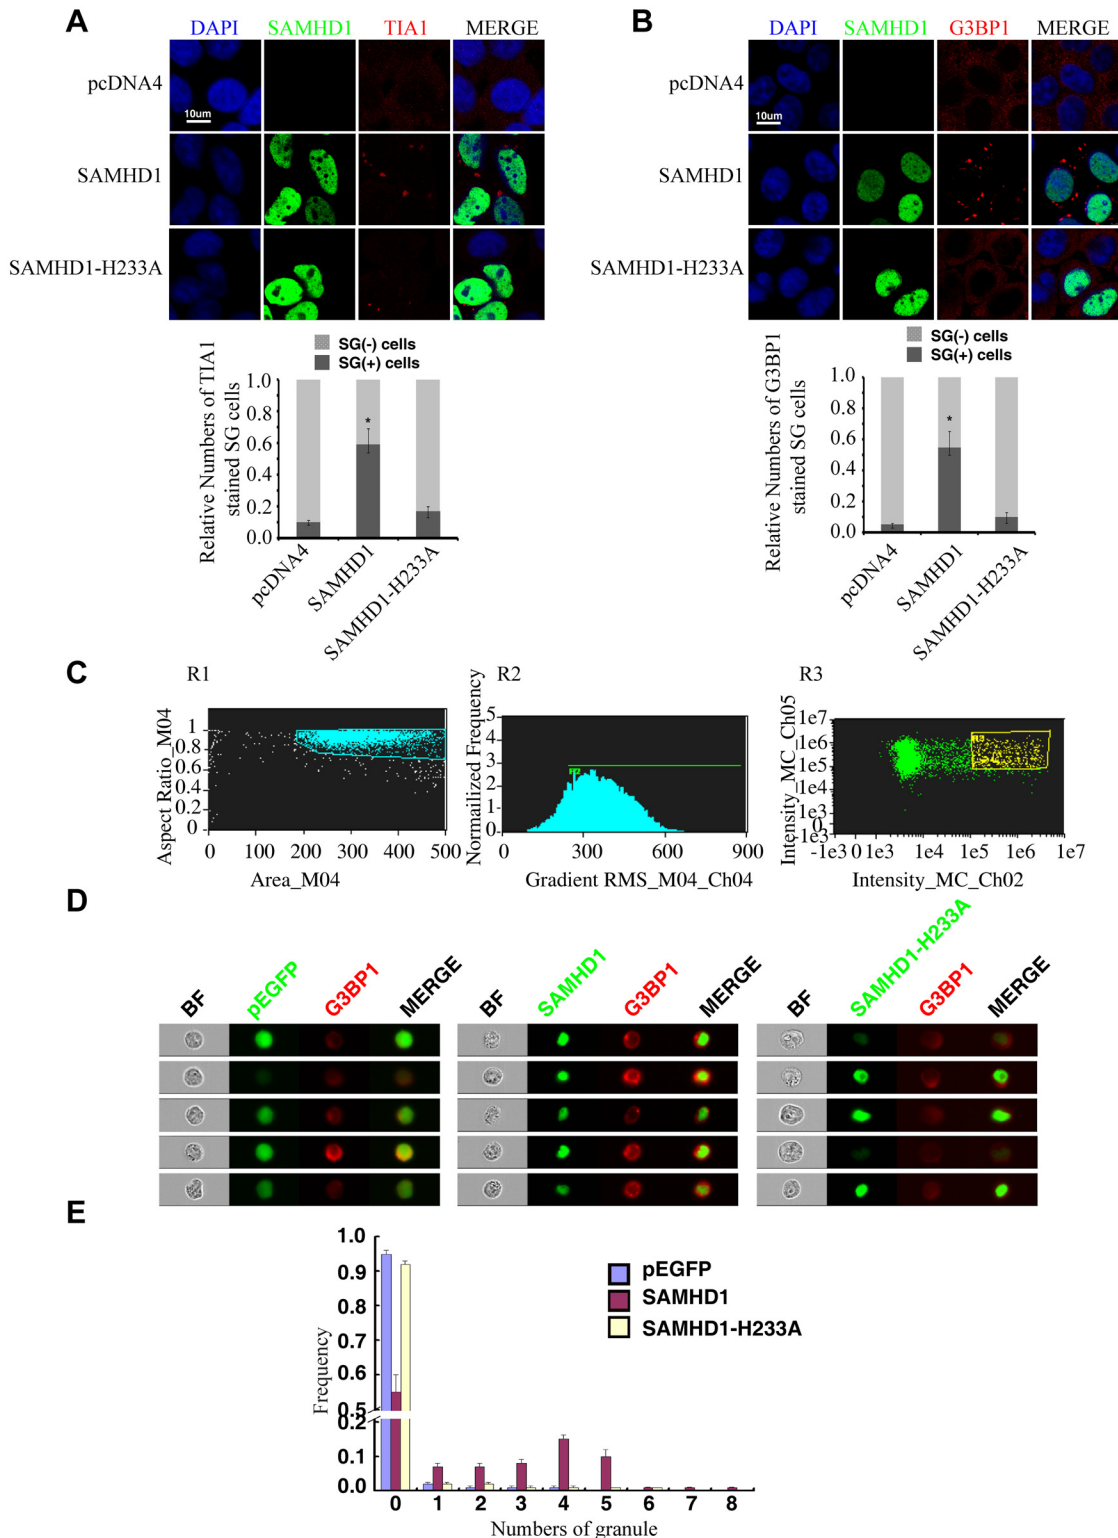 A
DAPI SAMHD1 TIA1 MERGE
pcDNA4
10um
SAMHD1
SAMHD1-H233A
SG(-) cells
SG(+) cells
Relative Numbers of TIA1
stained SG cells
1.0
0.8
0.6
0.4
0.2
0.0
*
pcDNA4
SAMHD1
SAMHD1-H233A
B
DAPI SAMHD1 G3BP1 MERGE
pcDNA4
10um
SAMHD1
SAMHD1-H233A
SG(-) cells
SG(+) cells
Relative Numbers of G3BP1
stained SG cells
1.0
0.8
0.6
0.4
0.2
0.0
*
pcDNA4
SAMHD1
SAMHD1-H233A
C
R1
Aspect Ratio_M04
1
0.8
0.6
0.4
0.2
0
0 100 200 300 400 500
Area_M04
R2
Normailized Frequency
5
4
3
2
1
0
0 300 600 900
Gradient RMS_M04_Ch04
R3
Intensity_MC_Ch05
1e7
1e6
1e5
1e4
1e3
0
-1e3
-1e3 0 1e3 1e4 1e5 1e6 1e7
Intensity_MC_Ch02
D
BF pEGFP G3BP1 MERGE
BF SAMHD1 G3BP1 MERGE
BF SAMHD1-H233A G3BP1 MERGE
E
Frequency
1.0
0.9
0.8
0.7
0.6
0.5
0.2
0.1
0.0
pEGFP
SAMHD1
SAMHD1-H233A
0 1 2 3 4 5 6 7 8
Numbers of granule